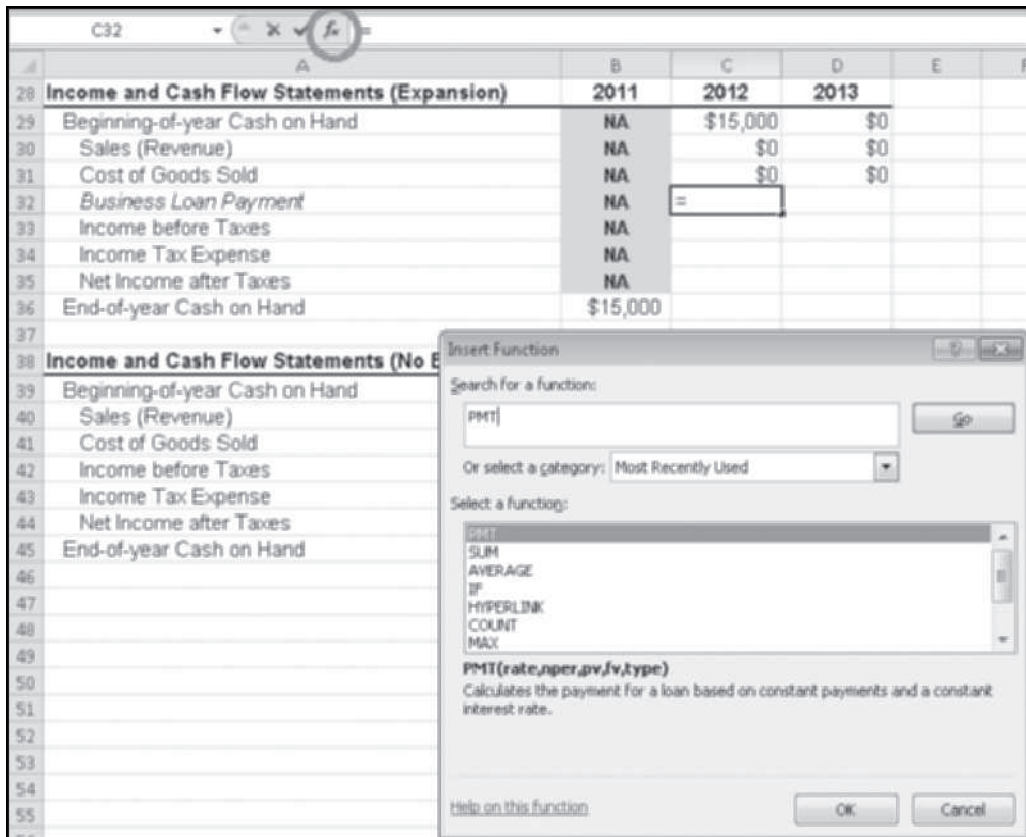 C32 fx =
A B C D E
28 Income and Cash Flow Statements (Expansion) 2011 2012 2013
29 Beginning-of-year Cash on Hand NA $15,000 $0
30 Sales (Revenue) NA $0 $0
31 Cost of Goods Sold NA $0 $0
32 Business Loan Payment NA =
33 Income before Taxes NA
34 Income Tax Expense NA
35 Net Income after Taxes NA
36 End-of-year Cash on Hand $15,000
37
38 Income and Cash Flow Statements (No E
39 Beginning-of-year Cash on Hand
40 Sales (Revenue)
41 Cost of Goods Sold
42 Income before Taxes
43 Income Tax Expense
44 Net Income after Taxes
45 End-of-year Cash on Hand
46
47
48
49
50
51
52
53
54
55
Insert Function
Search for a function:
PMT
Go
Or select a category: Most Recently Used
Select a function:
PMT
SUM
AVERAGE
IF
HYPERLINK
COUNT
MAX
PMT(rate,nper,pv,fv,type)
Calculates the payment for a loan based on constant payments and a constant
interest rate.
Help on this function
OK Cancel